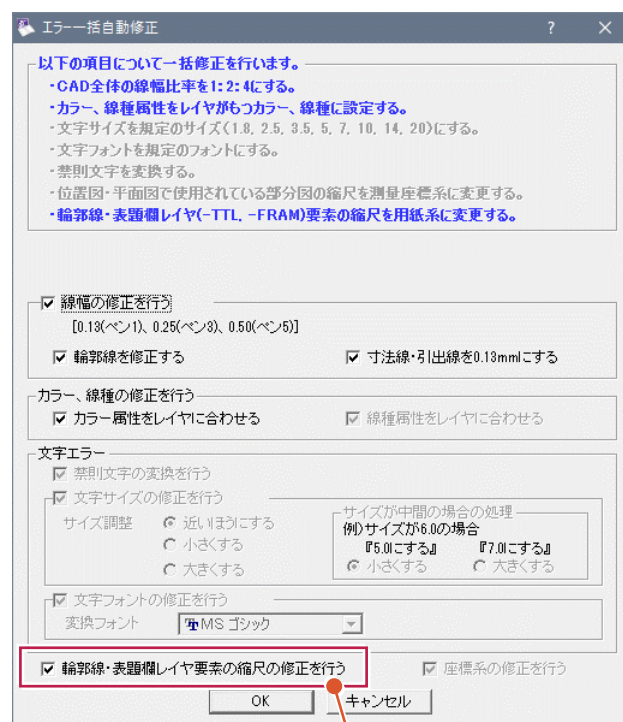 エラー一括自動修正 ? ×
以下の項目について一括修正を行います。
・CAD全体の線幅比率を1:2:4にする。
・カラー、線種属性をレイヤがもつカラー、線種に設定する。
・文字サイズを規定のサイズ(1.8, 2.5, 3.5, 5, 7, 10, 14, 20)にする。
・文字フォントを規定のフォントにする。
・禁則文字を変換する。
・位置図・平面図で使用されている部分図の縮尺を測量座標系に変更する。
・輪郭線・表題欄レイヤ(-TTL, -FRAM)要素の縮尺を用紙系に変更する。
線幅の修正を行う
[0.13(ペン1)、0.25(ペン3)、0.50(ペン5)]
輪郭線を修正する 寸法線・引出線を0.13mmにする
カラー、線種の修正を行う
カラー属性をレイヤに合わせる 線種属性をレイヤに合わせる
文字エラー
禁則文字の変換を行う
文字サイズの修正を行う
サイズ調整 近いほうにする
小さくする
大きくする
サイズが中間の場合の処理
例)サイズが6.0の場合
『5.0にする』 『7.0にする』
小さくする 大きくする
文字フォントの修正を行う
変換フォント MS ゴシック
輪郭線・表題欄レイヤ要素の縮尺の修正を行う 座標系の修正を行う
OK キャンセル